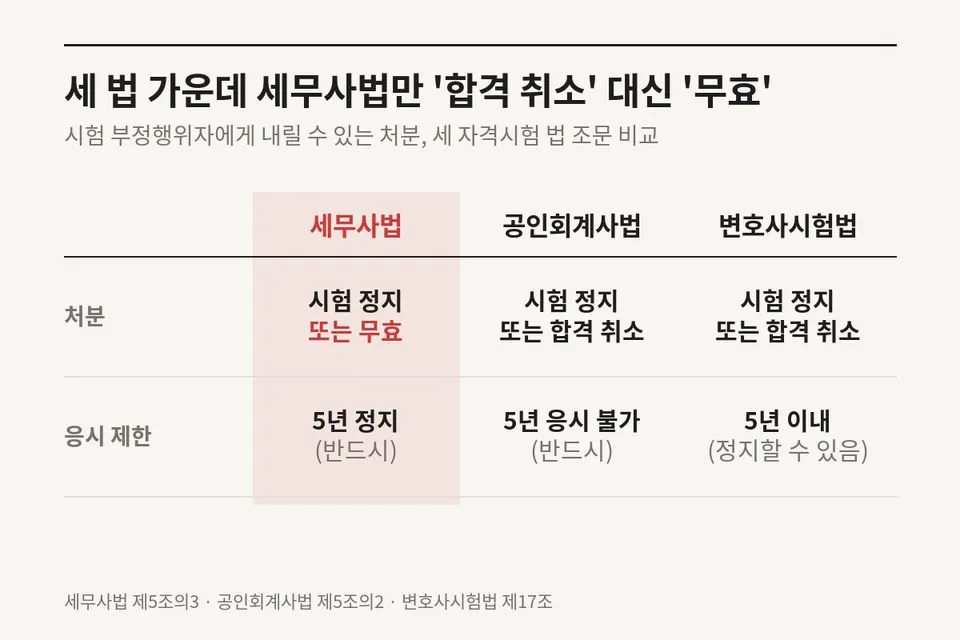 세 법 가운데 세무사법만 '합격 취소' 대신 '무효'
시험 부정행위자에게 내릴 수 있는 처분, 세 자격시험 법 조문 비교
세무사법 공인회계사법 변호사시험법
처분
시험 정지 시험 정지 시험 정지
또는 무효 또는 합격 취소 또는 합격 취소
응시 제한
5년 정지 5년 응시 불가 5년 이내
(반드시) (반드시) (정지할 수 있음)
세무사법 제5조의3 · 공인회계사법 제5조의2 · 변호사시험법 제17조